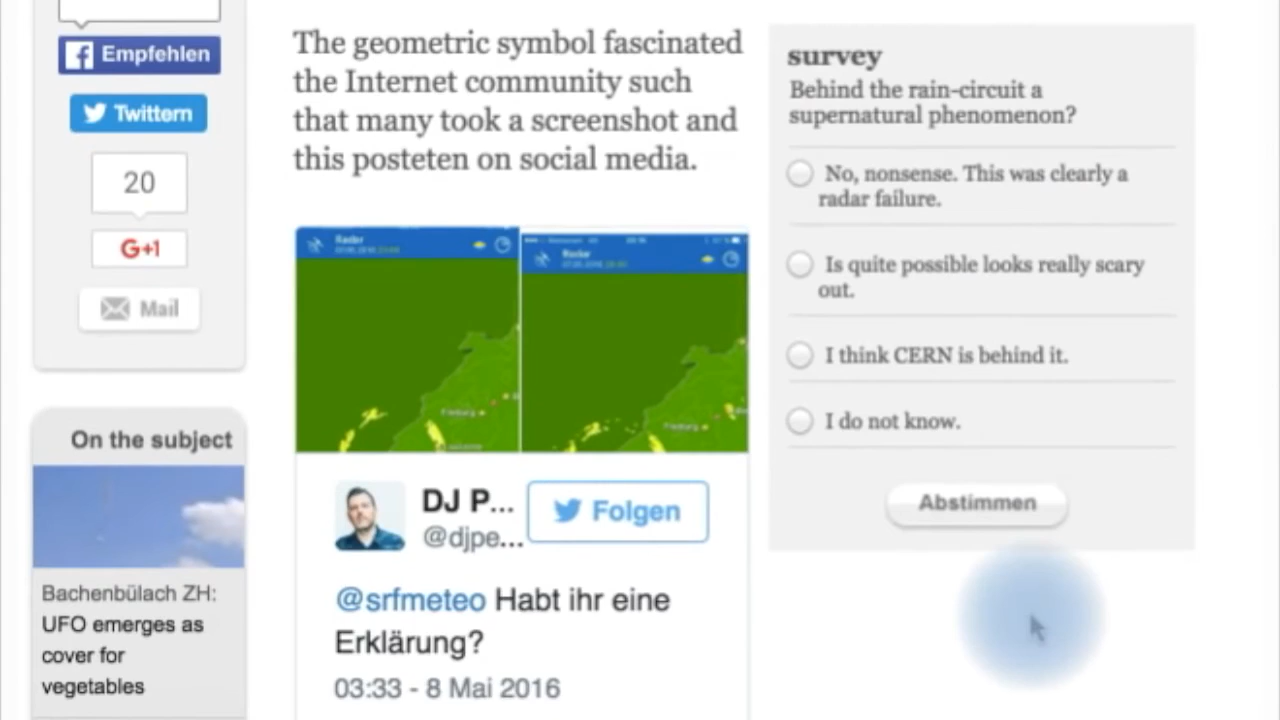 Empfehlen
Twittern
20
G+1
Mail
On the subject
Bachenbülach ZH:
UFO emerges as
cover for
vegetables
The geometric symbol fascinated
the Internet community such
that many took a screenshot and
this posteten on social media.
Radar
Radar
Freiburg
Freiburg
DJ P...
@djpe...
Folgen
@srfmeteo Habt ihr eine
Erklärung?
03:33 - 8 Mai 2016
survey
Behind the rain-circuit a
supernatural phenomenon?
No, nonsense. This was clearly a
radar failure.
Is quite possible looks really scary
out.
I think CERN is behind it.
I do not know.
Abstimmen